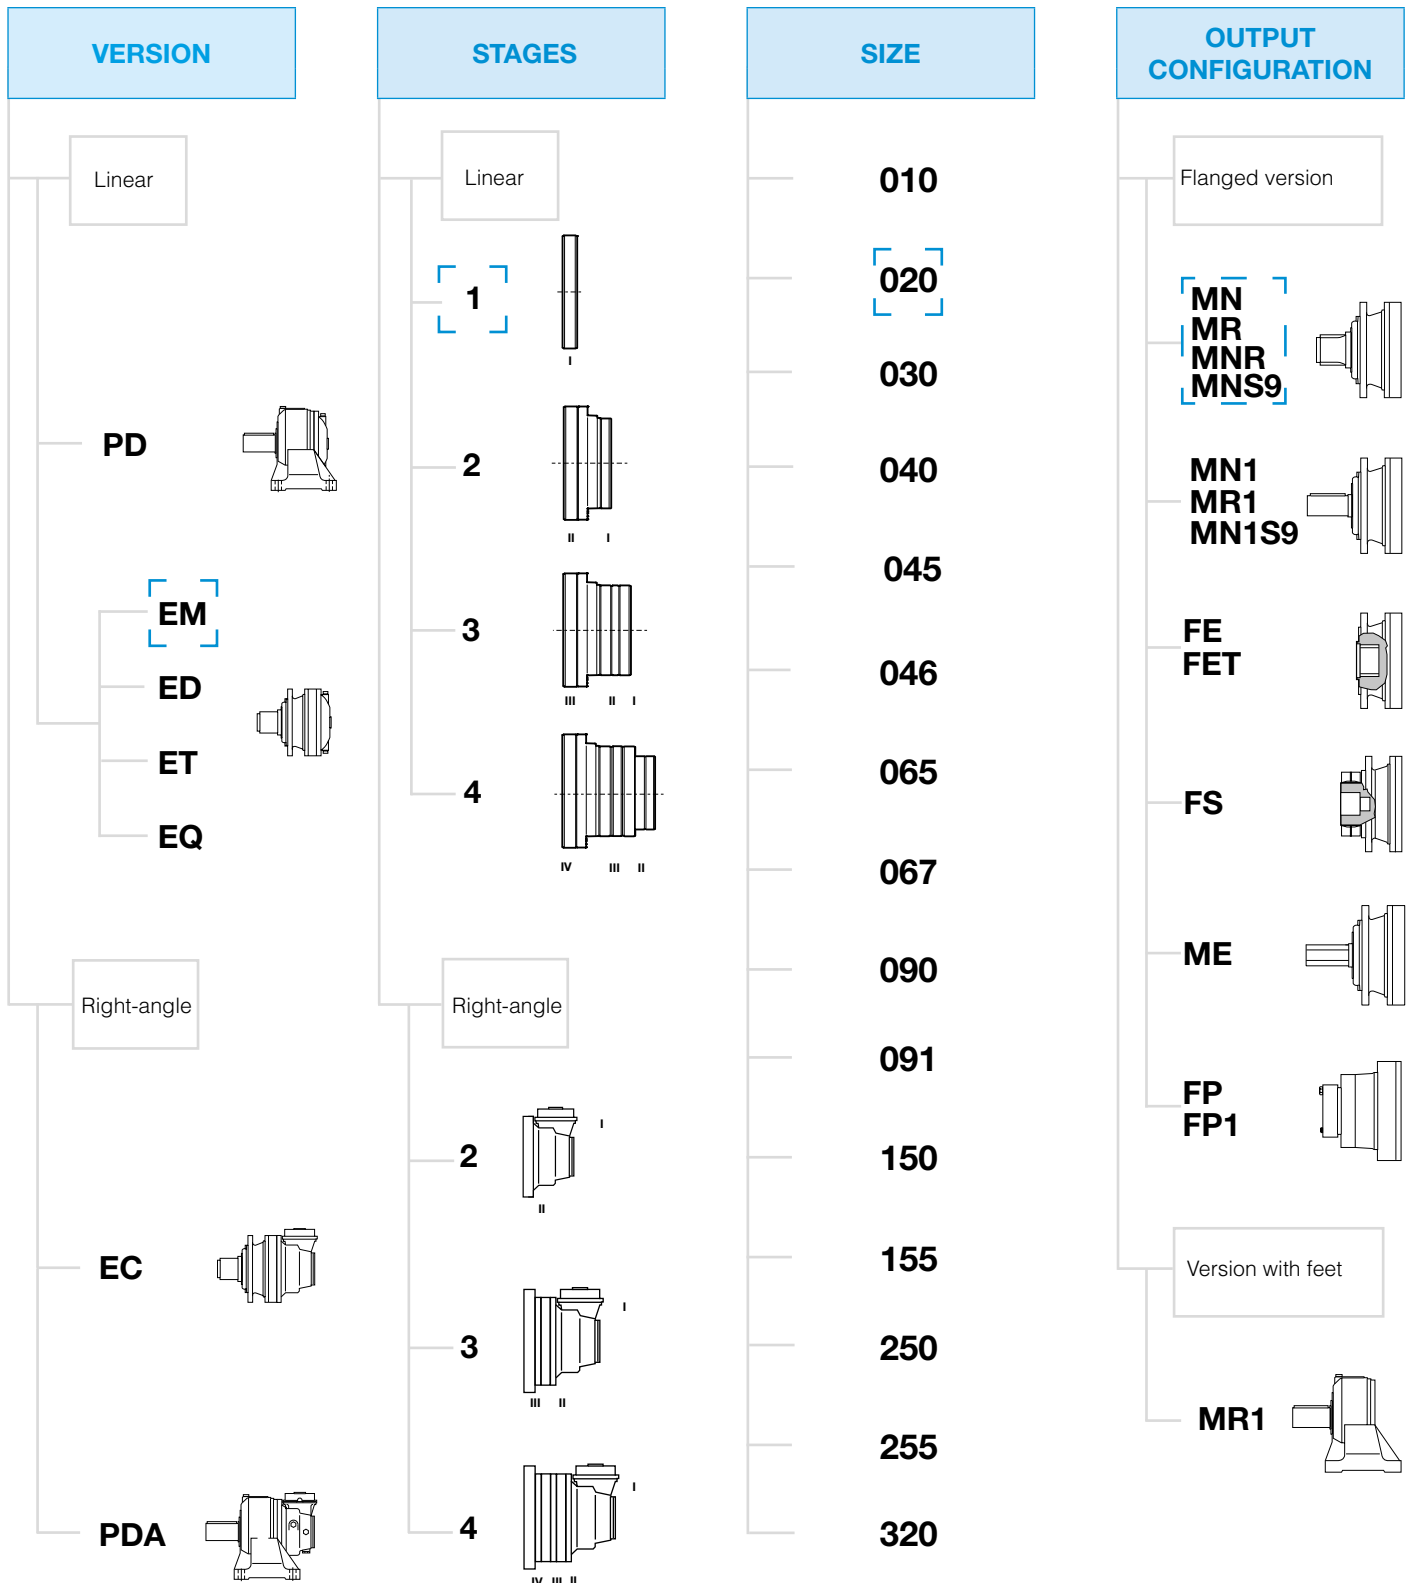 VERSION
Linear
PD
EM
ED
ET
EQ
Right-angle
EC
PDA
STAGES
Linear
1
I
2
II I
3
III II I
4
IV III II
Right-angle
2
I
II
3
I
III II
4
I
IV III II
SIZE
010
020
030
040
045
046
065
067
090
091
150
155
250
255
320
OUTPUT
CONFIGURATION
Flanged version
MN
MR
MNR
MNS9
MN1
MR1
MN1S9
FE
FET
FS
ME
FP
FP1
Version with feet
MR1